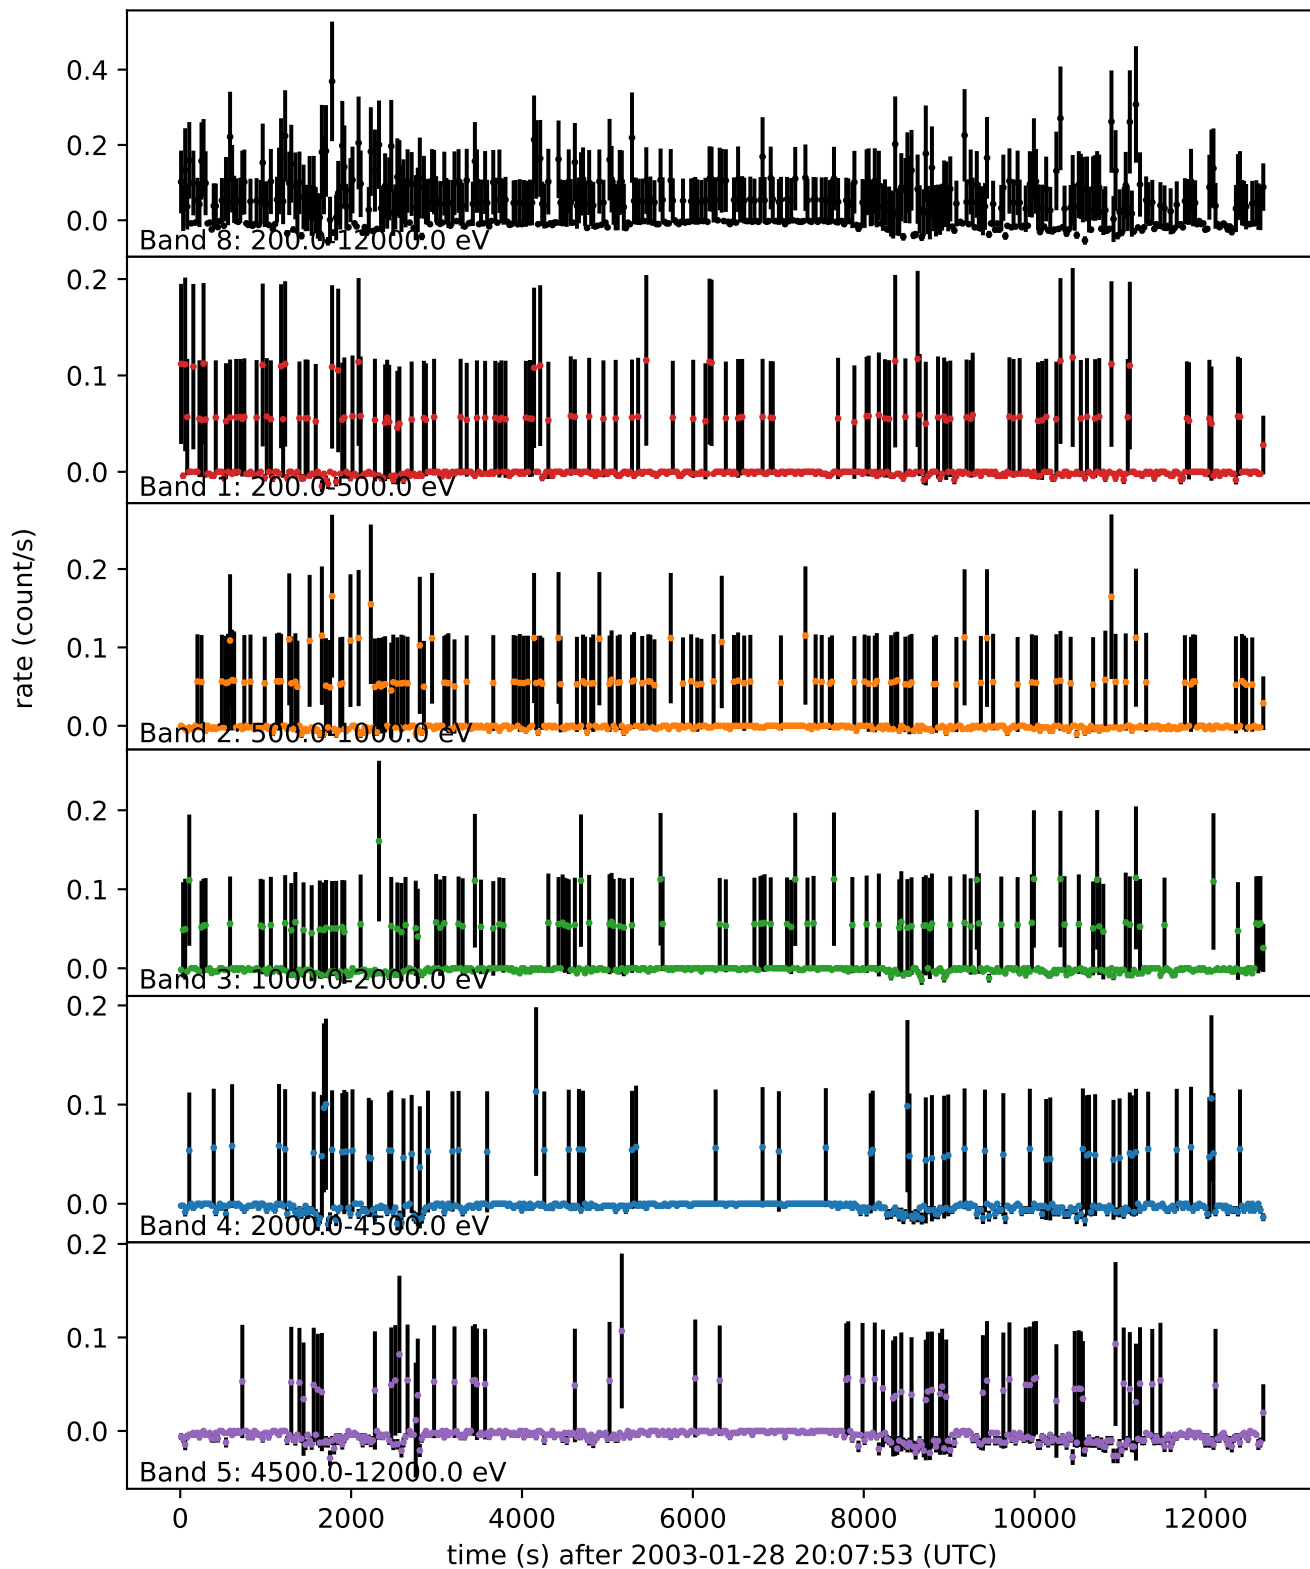 0.4
0.2
0.0
Band 8: 200.0-12000.0 eV
0.2
0.1
0.0
Band 1: 200.0-500.0 eV
0.2
0.1
0.0
Band 2: 500.0-1000.0 eV
rate (count/s)
0.2
0.1
0.0
Band 3: 1000.0-2000.0 eV
0.2
0.1
0.0
Band 4: 2000.0-4500.0 eV
0.2
0.1
0.0
Band 5: 4500.0-12000.0 eV
0 2000 4000 6000 8000 10000 12000
time (s) after 2003-01-28 20:07:53 (UTC)